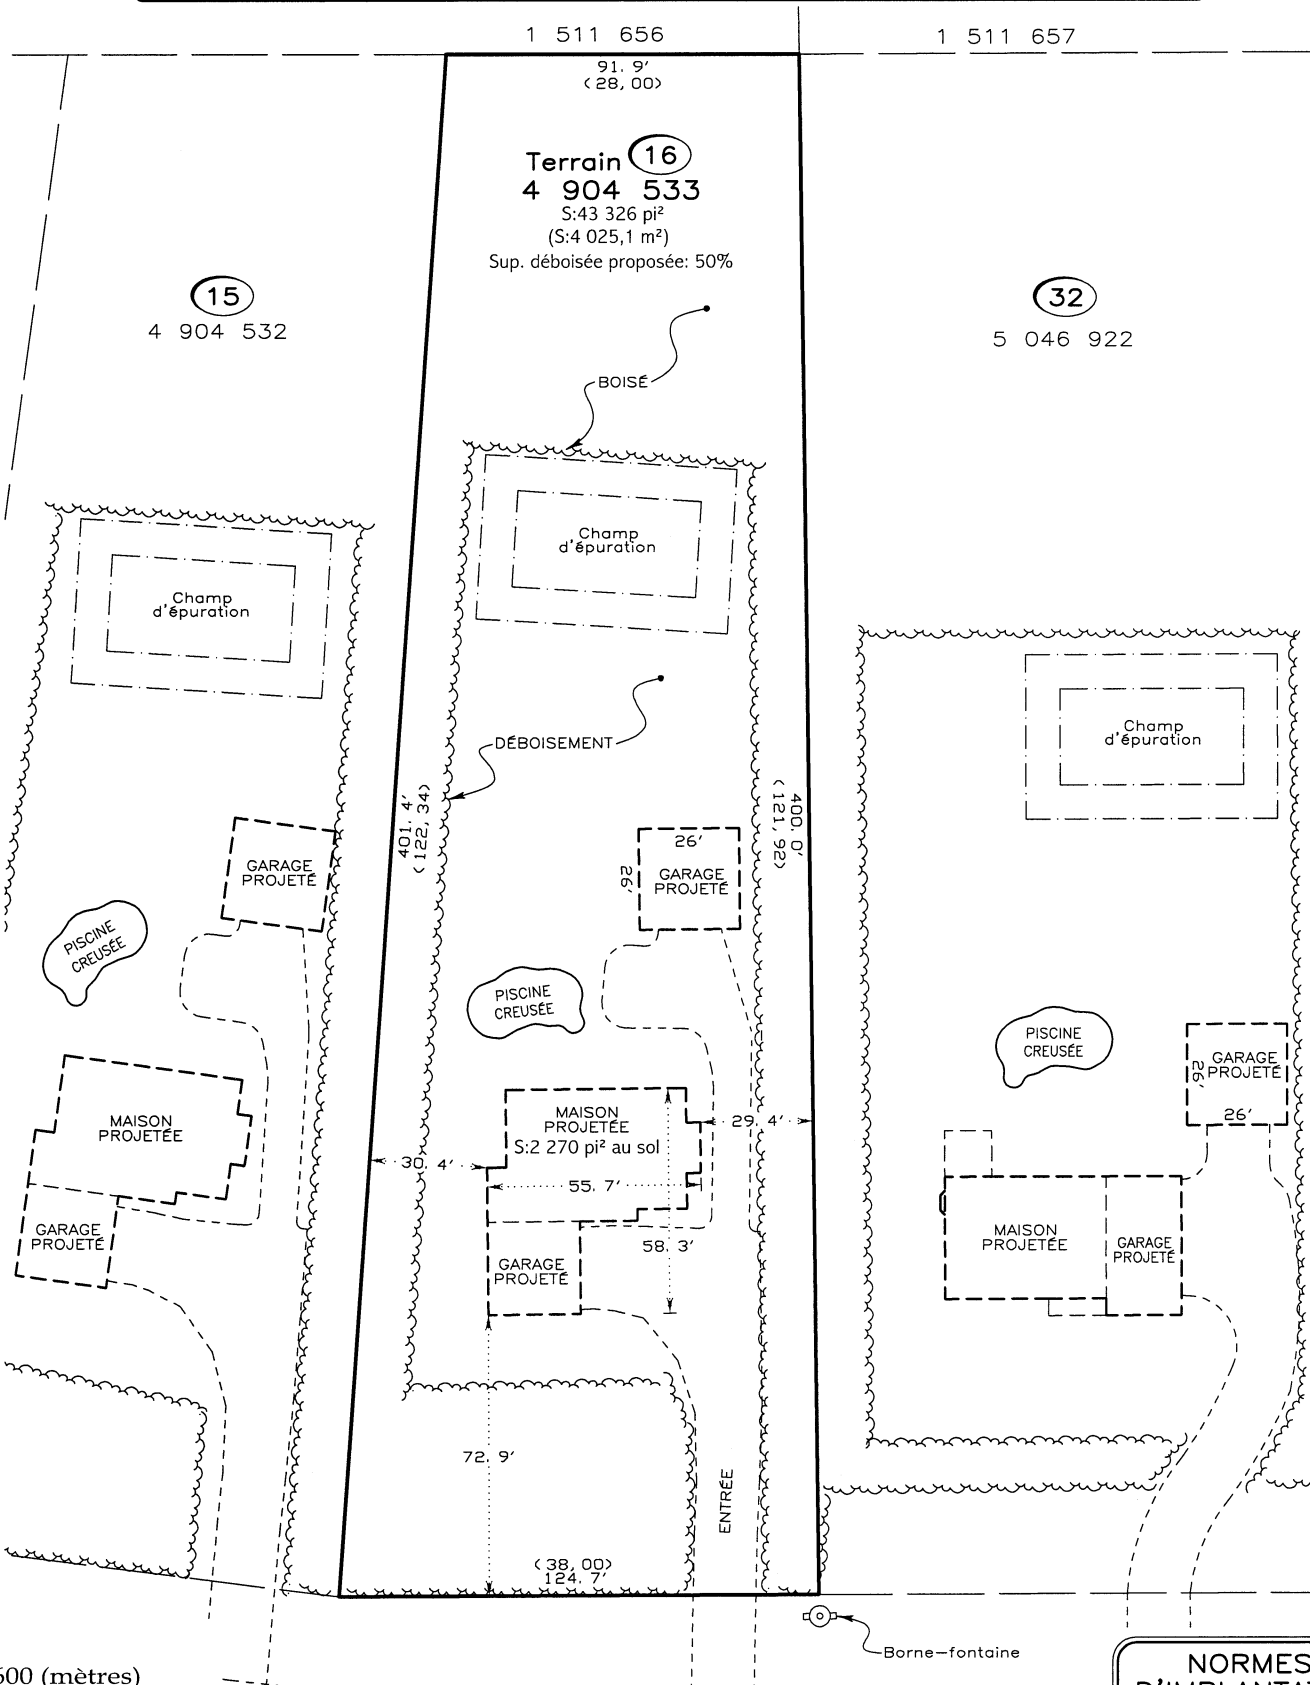 1 511 656
1 511 657
91.9'
(28,00)
Terrain 16
4 904 533
S:43 326 pi²
(S:4 025,1 m²)
Sup. déboisée proposée: 50%
15
4 904 532
32
5 046 922
BOISÉ
Champ
d'épuration
Champ
d'épuration
Champ
d'épuration
DÉBOISEMENT
401.4'
(122,34)
400.0'
(121,92)
GARAGE
PROJETÉ
26'
26'
GARAGE
PROJETÉ
PISCINE
CREUSÉE
PISCINE
CREUSÉE
PISCINE
CREUSÉE
GARAGE
PROJETÉ
26'
26'
MAISON
PROJETÉE
MAISON
PROJETÉE
S:2 270 pi² au sol
29.4'
30.4'
55.7'
58.3'
GARAGE
PROJETÉ
GARAGE
PROJETÉ
MAISON
PROJETÉE
GARAGE
PROJETÉ
72.9'
ENTRÉE
(38,00)
124.7'
Borne-fontaine
600 (mètres)
NORMES